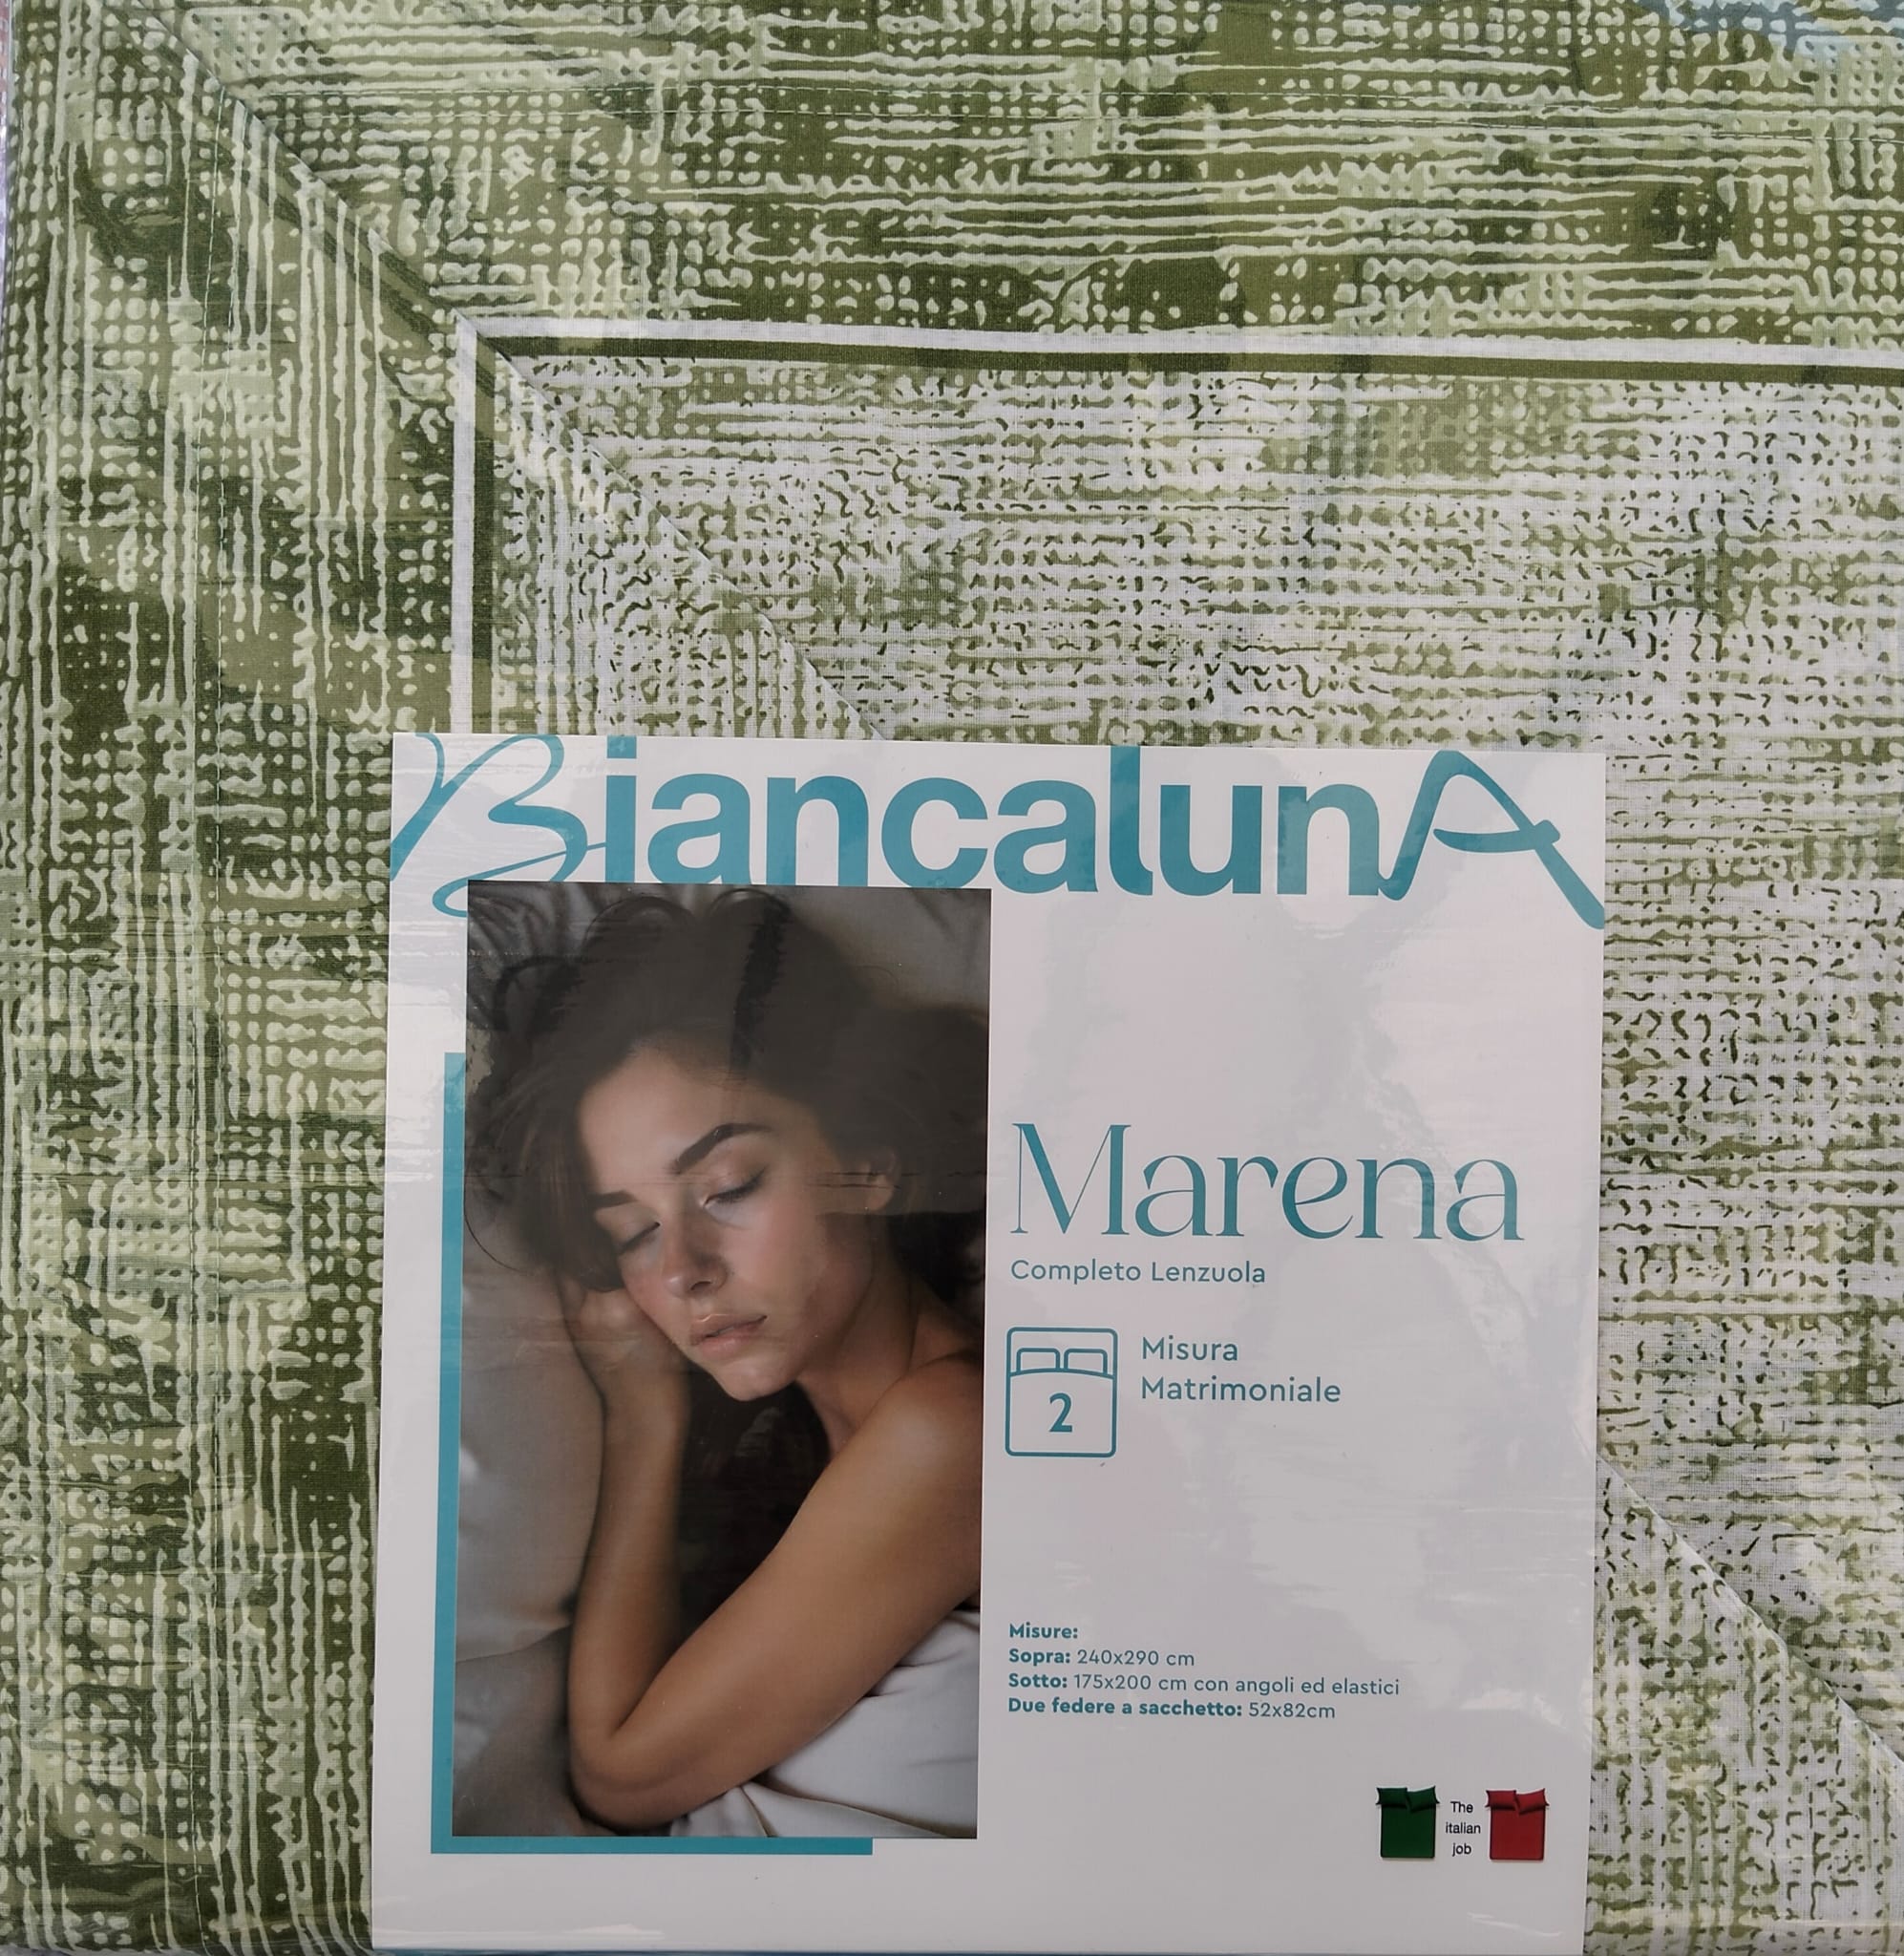 BiancalunA
Marena
Completo Lenzuola
2
Misura
Matrimoniale
Misure:
Sopra: 240x290 cm
Sotto: 175x200 cm con angoli ed elastici
Due federe a sacchetto: 52x82cm
The
italian
job